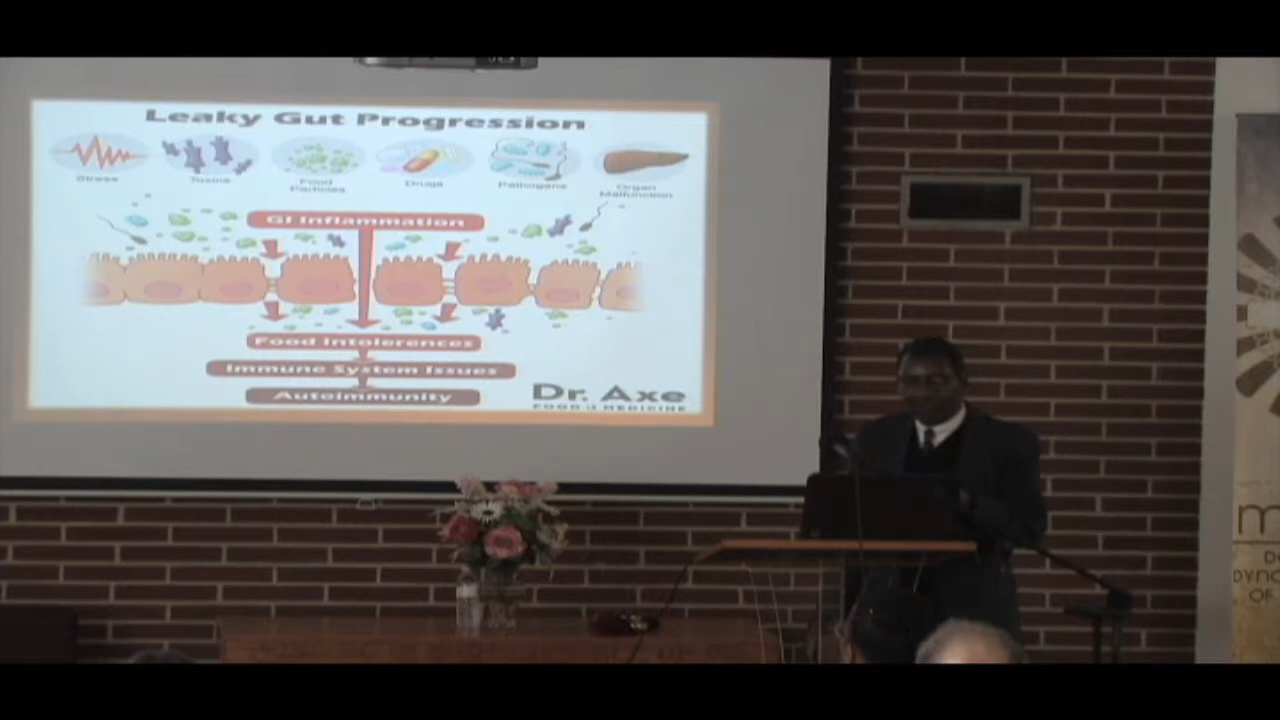 Leaky Gut Progression
Stress
Toxins
Food
Particles
Drugs
Pathogens
Organ
Malfunction
GI Inflammation
Food Intolerences
Immune System Issues
Autoimmunity
Dr. Axe
FOOD IS MEDICINE
OF